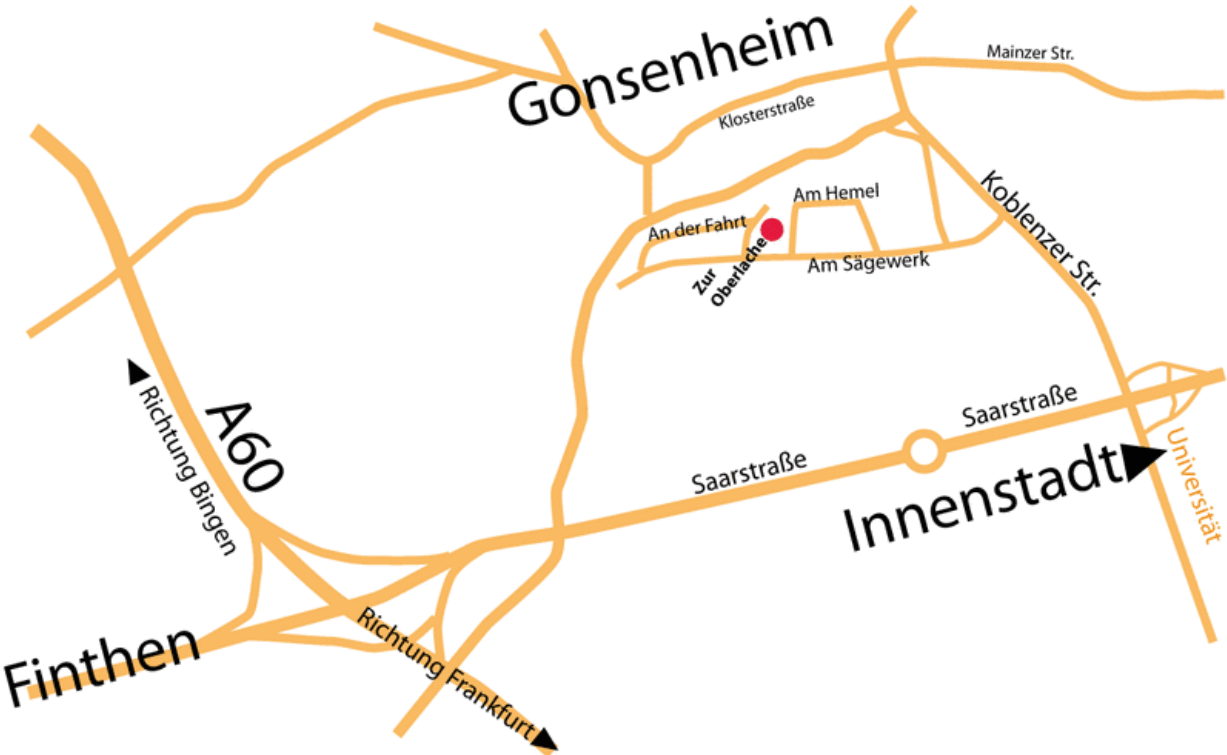 Gonsenheim
Mainzer Str.
Klosterstraße
Am Hemel
Koblenzer Str.
An der Fahrt
Zur
Oberlache
Am Sägewerk
A60
Richtung Bingen
Saarstraße
Saarstraße
Innenstadt
Universität
Finthen
Richtung Frankfurt